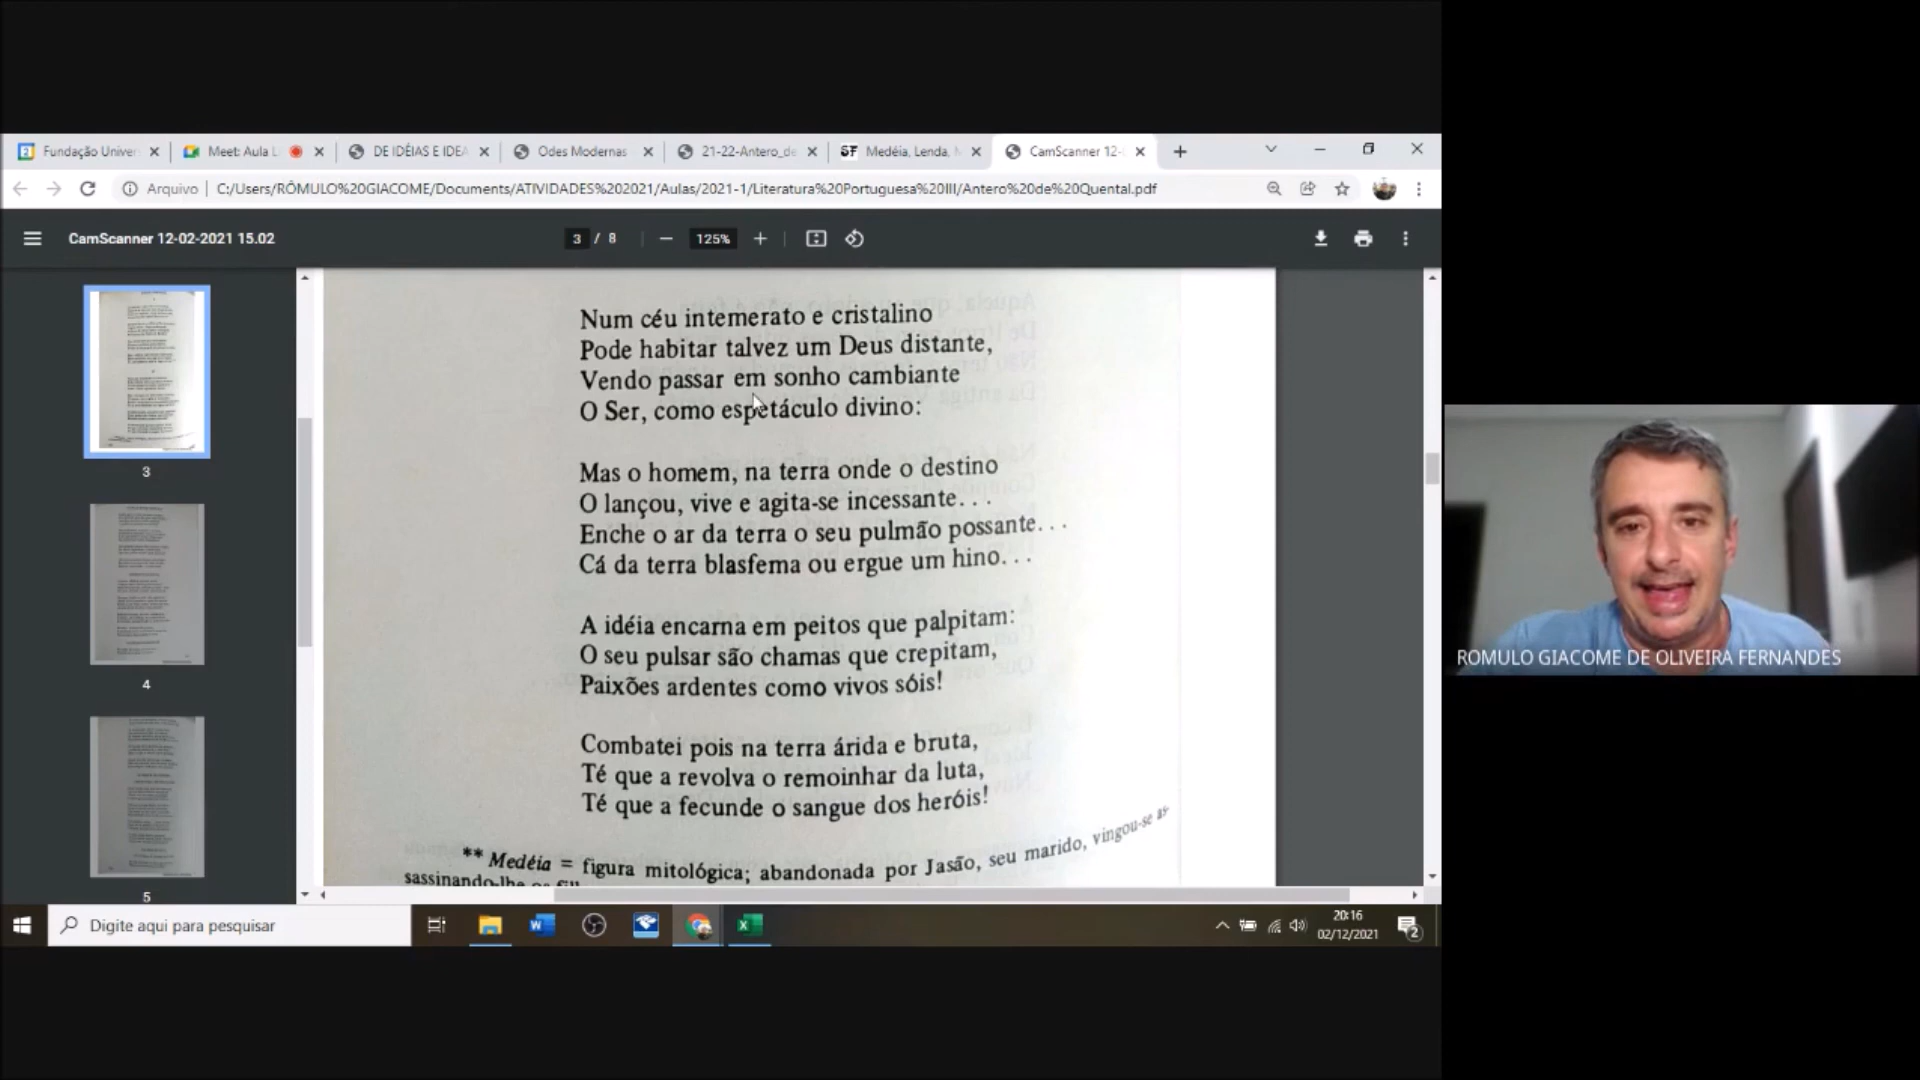 Fundação Univer
Meet: Aula L
DE IDÉIAS E IDEA
Odes Modernas
21-22-Antero_de
SF Medéia, Lenda, M
CamScanner 12-
Arquivo | C:/Users/RÔMULO%20GIACOME/Documents/ATIVIDADES%202021/Aulas/2021-1/Literatura%20Portuguesa%20III/Antero%20de%20Quental.pdf
CamScanner 12-02-2021 15.02
3 / 8
125%
3
4
5
Num céu intemerato e cristalino
Pode habitar talvez um Deus distante,
Vendo passar em sonho cambiante
O Ser, como espetáculo divino:
Mas o homem, na terra onde o destino
O lançou, vive e agita-se incessante. . .
Enche o ar da terra o seu pulmão possante. . .
Cá da terra blasfema ou ergue um hino. . .
A idéia encarna em peitos que palpitam:
O seu pulsar são chamas que crepitam,
Paixões ardentes como vivos sóis!
Combatei pois na terra árida e bruta,
Té que a revolva o remoinhar da luta,
Té que a fecunde o sangue dos heróis!
** Medéia = figura mitológica; abandonada por Jasão, seu marido, vingou-se as-
sassinando-lhe os
ROMULO GIACOME DE OLIVEIRA FERNANDES
Digite aqui para pesquisar
20:16
02/12/2021
2